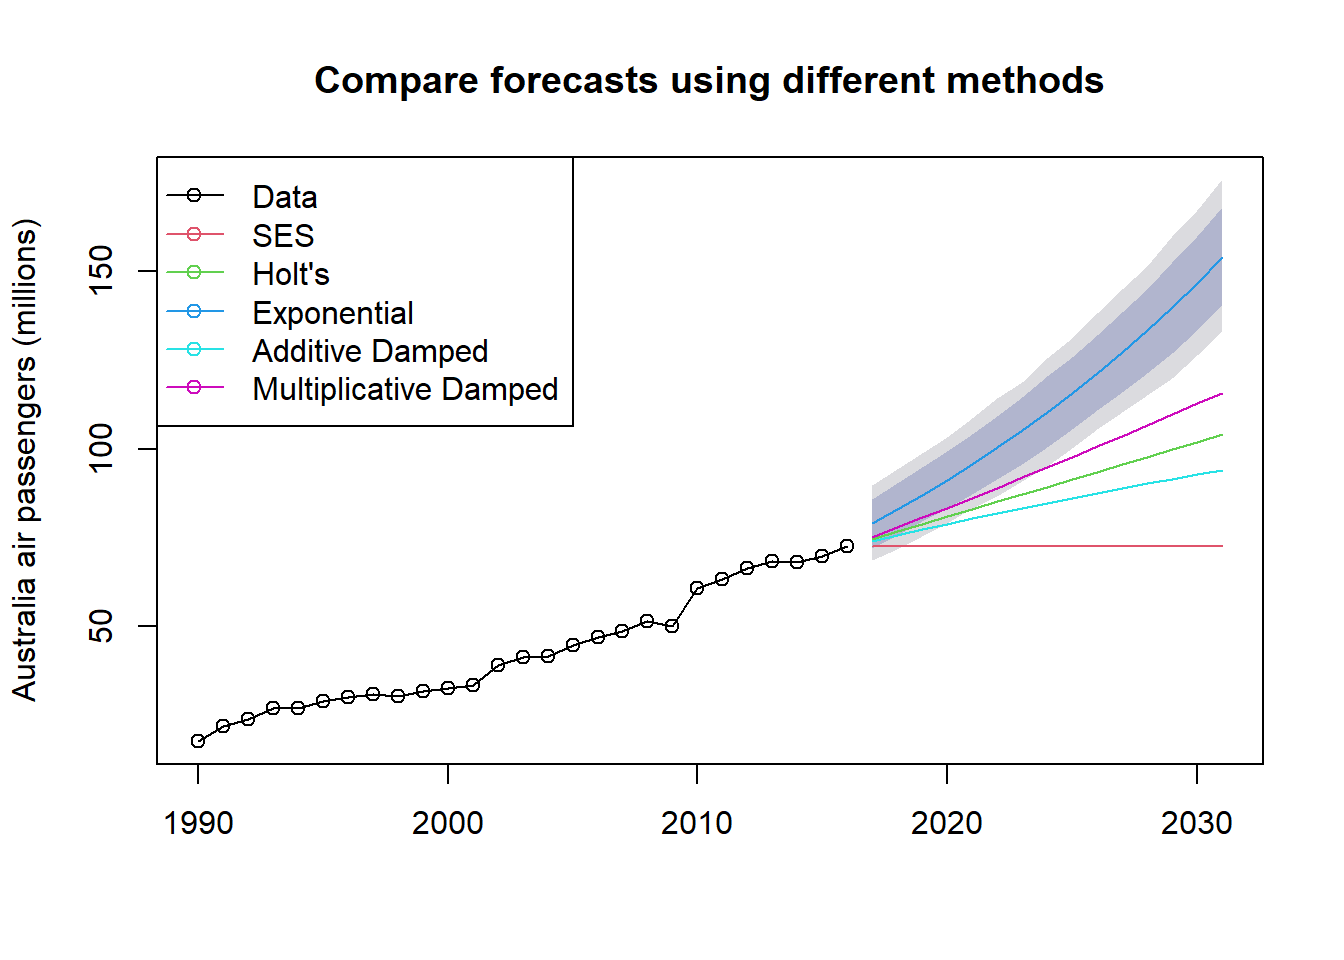 Compare forecasts using different methods
Australia air passengers (millions)
150
100
50
Data
SES
Holt's
Exponential
Additive Damped
Multiplicative Damped
1990 2000 2010 2020 2030